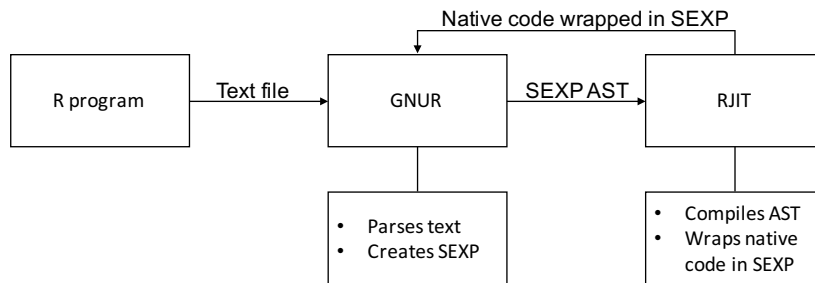 Native code wrapped in SEXP
R program
Text file
GNUR
SEXP AST
RJIT
• Parses text
• Creates SEXP
• Compiles AST
• Wraps native
code in SEXP